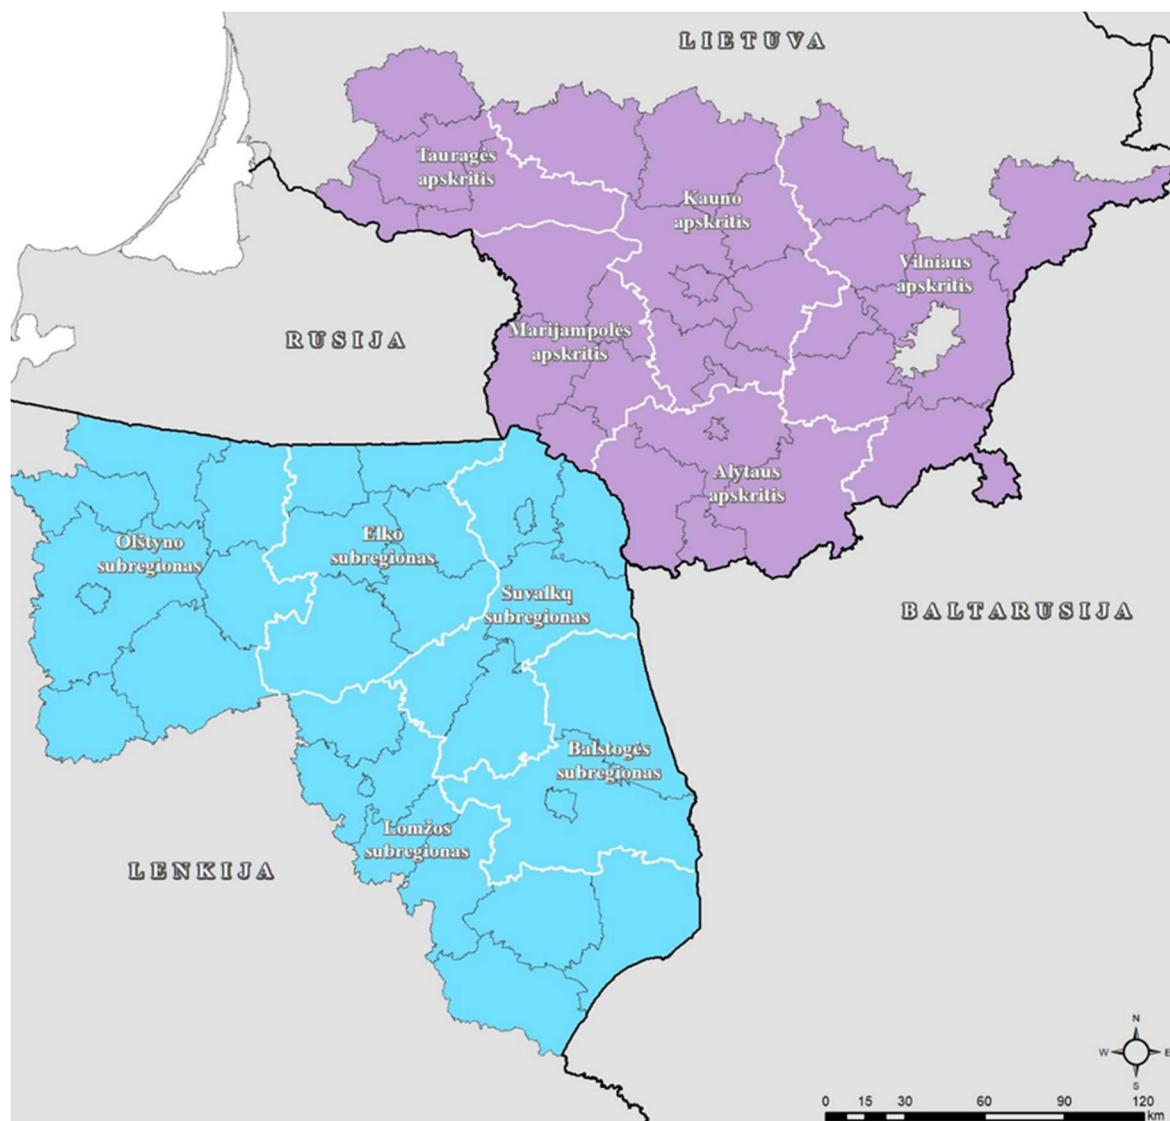 LIETUVA
Tauragės
apskritis
Kauno
apskritis
Vilniaus
apskritis
RUSIJA
Marijampolės
apskritis
Alytaus
apskritis
Olštyno
subregionas
Elko
subregionas
Suvalkų
subregionas
BALTARUSIJA
Balstogės
subregionas
Lomžos
subregionas
LENKIJA
N
W
E
S
0 15 30 60 90 120
km